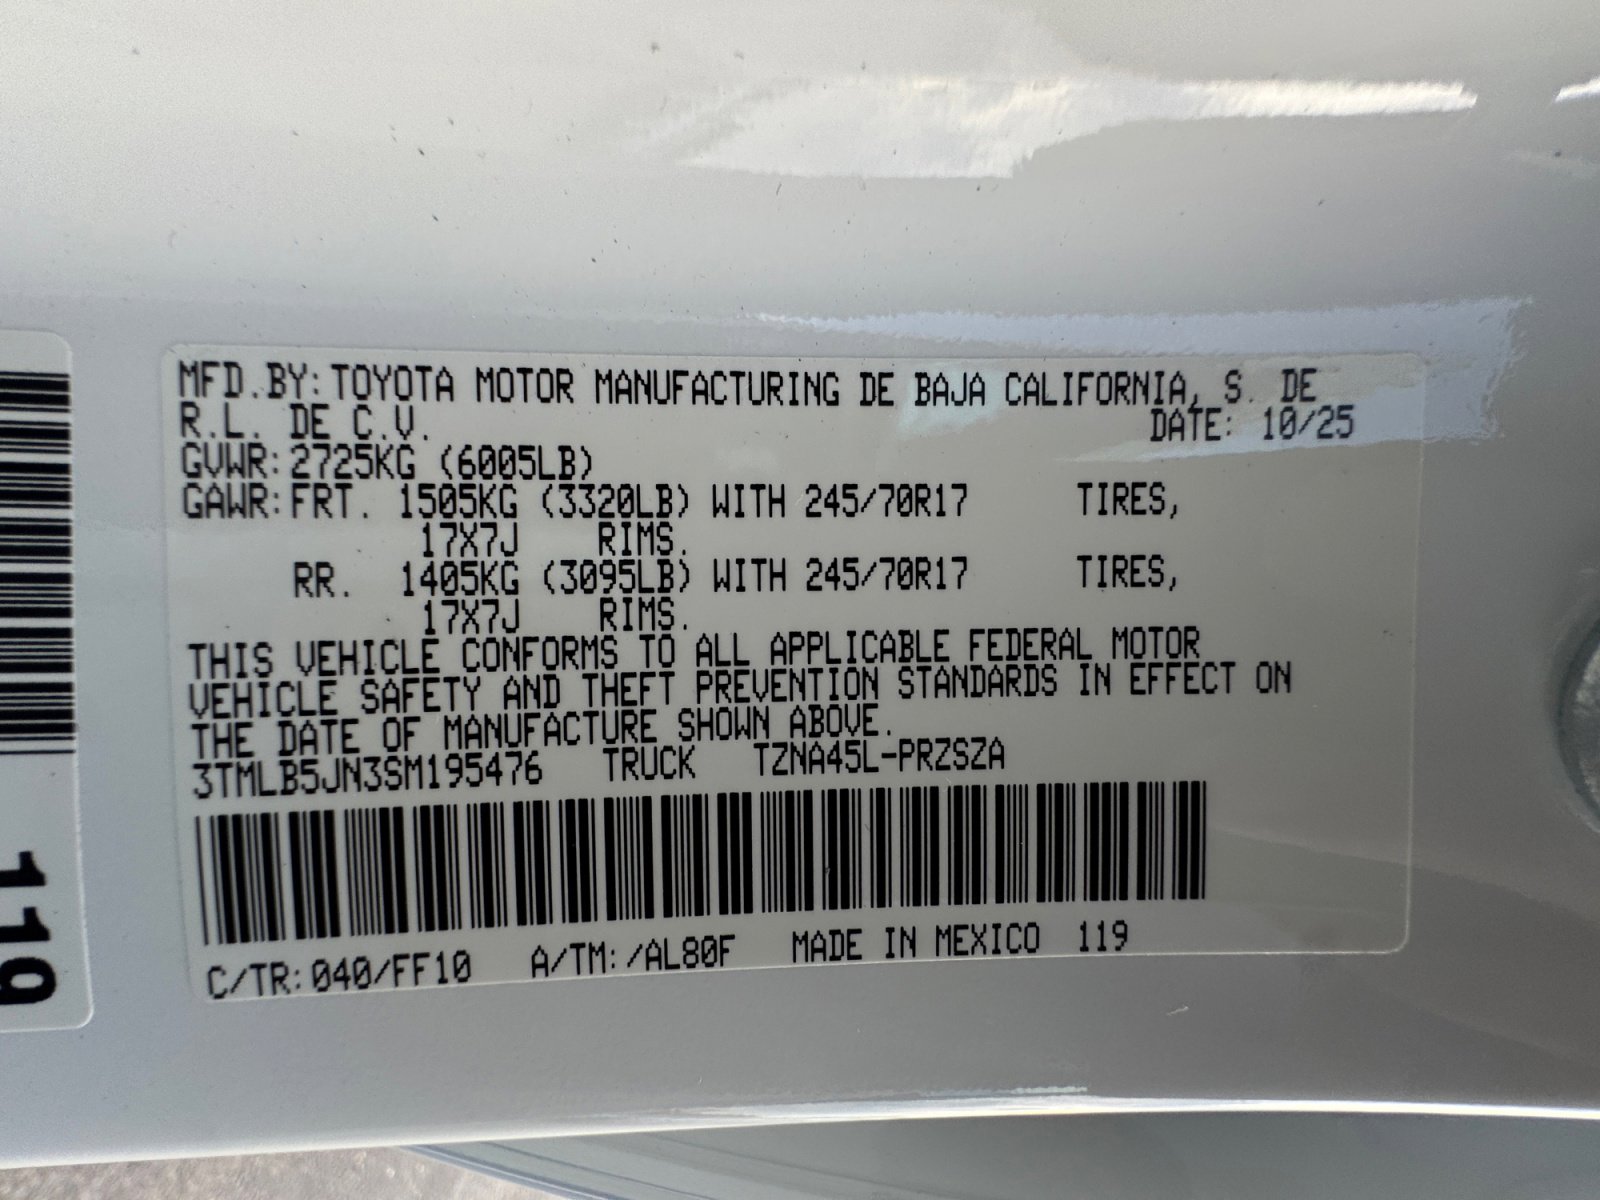 MFD.BY:TOYOTA MOTOR MANUFACTURING DE BAJA CALIFORNIA, S. DE
R.L. DE C.V. DATE: 10/25
GVWR:2725KG (6005LB)
GAWR:FRT. 1505KG (3320LB) WITH 245/70R17 TIRES,
17X7J RIMS.
RR. 1405KG (3095LB) WITH 245/70R17 TIRES,
17X7J RIMS.
THIS VEHICLE CONFORMS TO ALL APPLICABLE FEDERAL MOTOR
VEHICLE SAFETY AND THEFT PREVENTION STANDARDS IN EFFECT ON
THE DATE OF MANUFACTURE SHOWN ABOVE.
3TMLB5JN3SM195476 TRUCK TZNA45L-PRZSZA
C/TR:040/FF10 A/TM:/AL80F MADE IN MEXICO 119
119